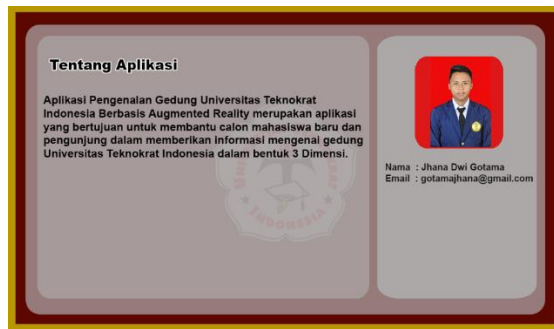 Tentang Aplikasi
Aplikasi Pengenalan Gedung Universitas Teknokrat
Indonesia Berbasis Augmented Reality merupakan aplikasi
yang bertujuan untuk membantu calon mahasiswa baru dan
pengunjung dalam memberikan informasi mengenai gedung
Universitas Teknokrat Indonesia dalam bentuk 3 Dimensi.
INDONESIA
Nama : Jhana Dwi Gotama
Email : gotamajhana@gmail.com